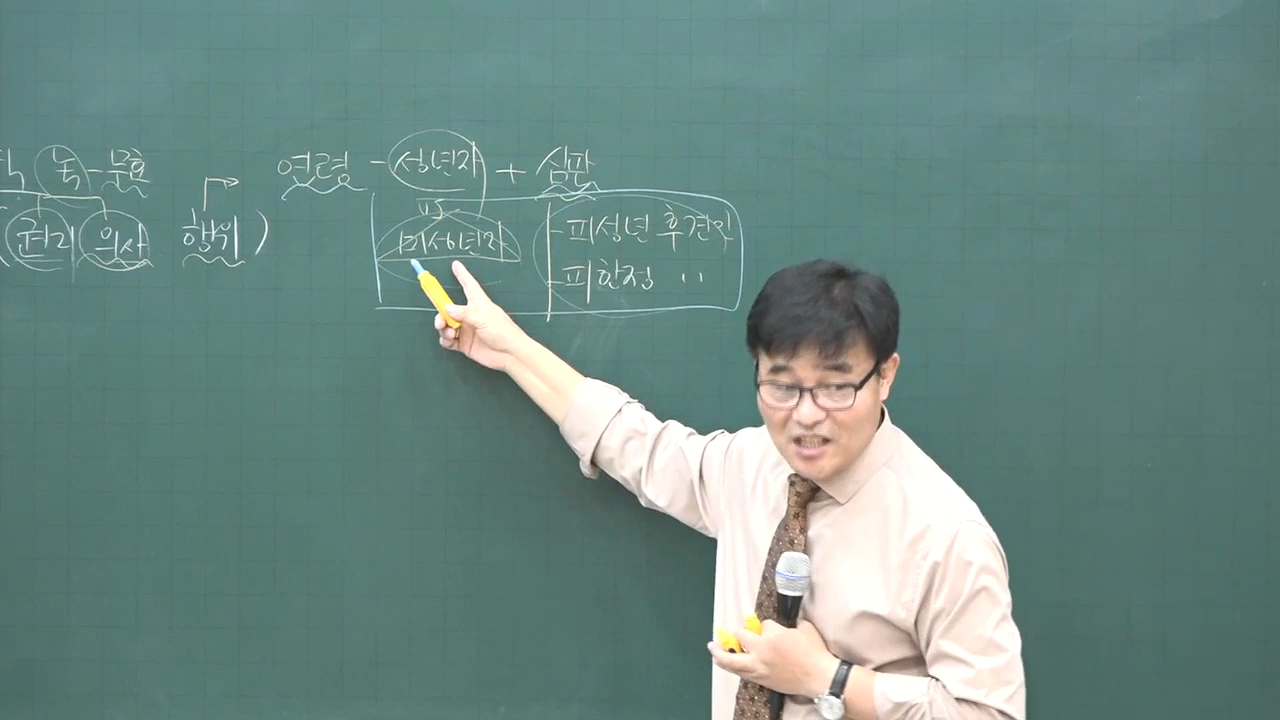 능-무효
연령 - 성년자 + 심판
(권리 의사 행위)
vs
미성년자
-피성년후견인
-피한정 〃